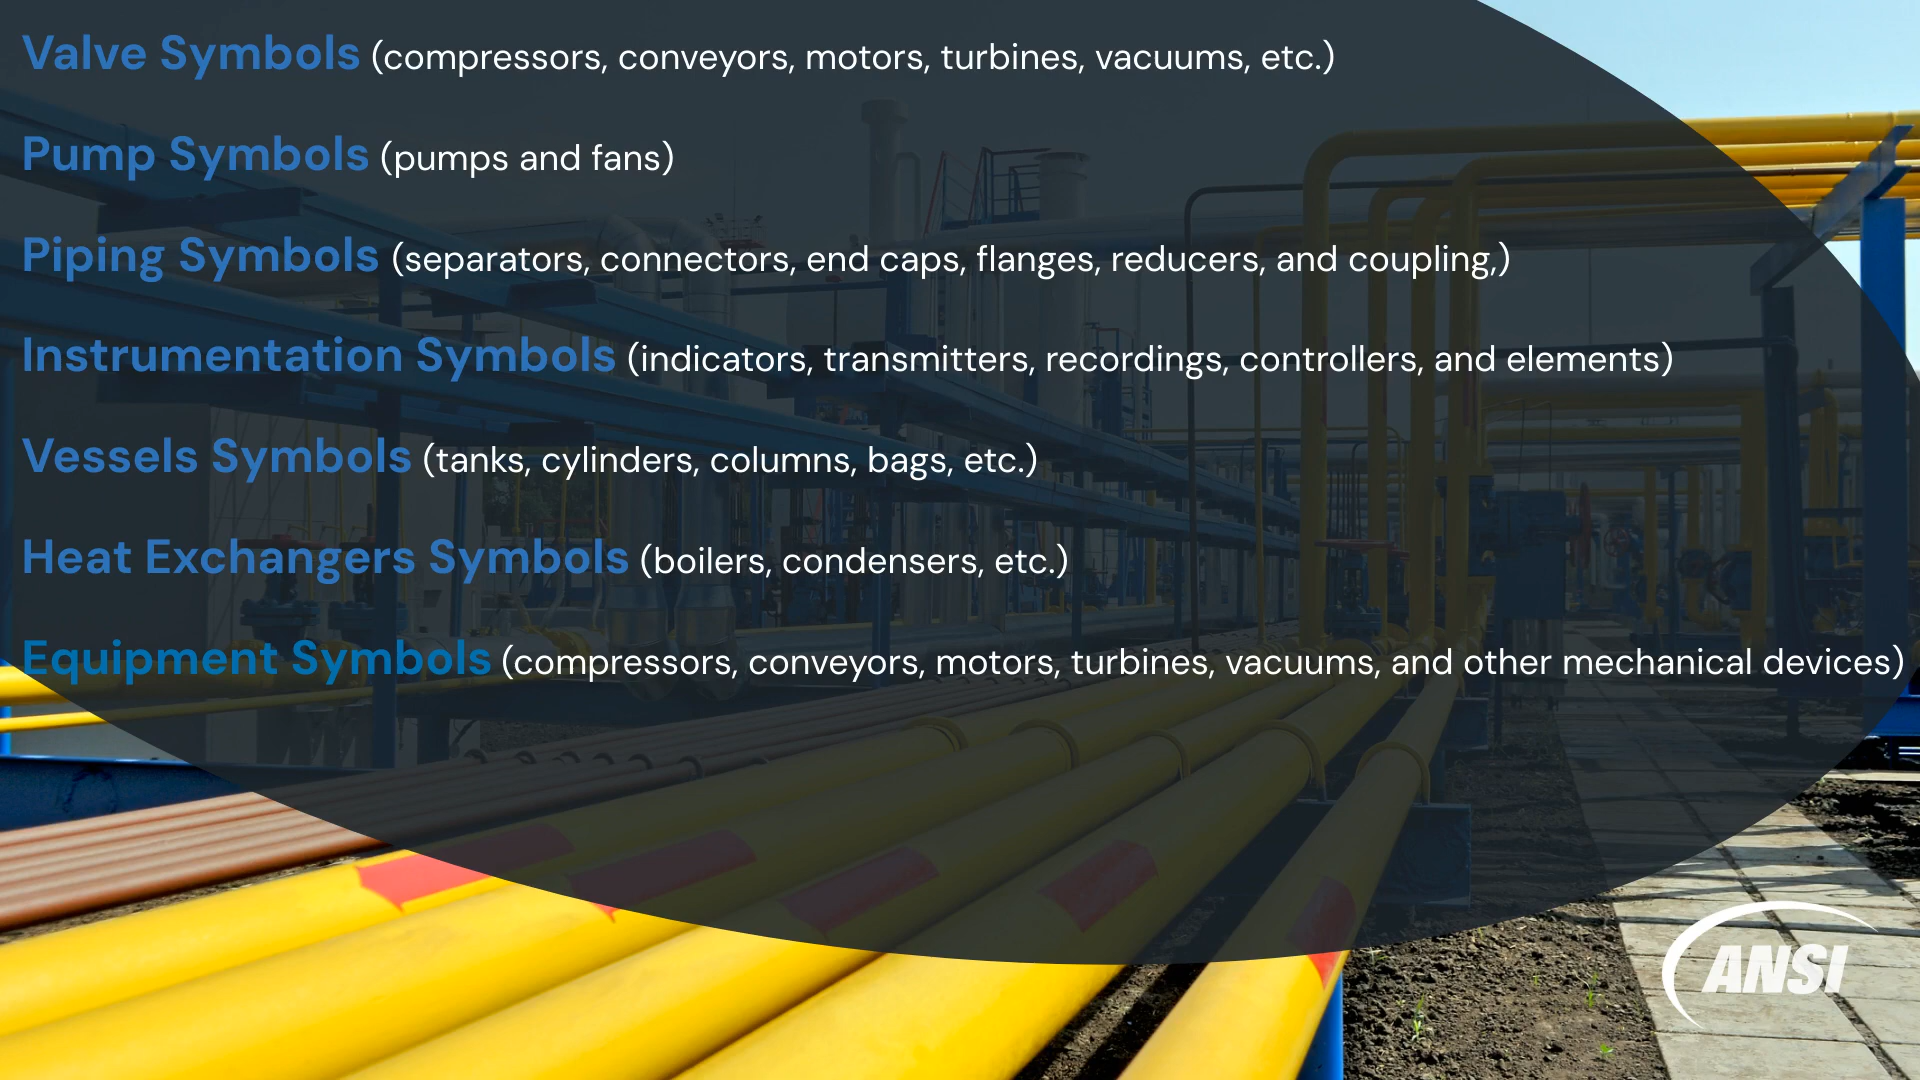 Valve Symbols (compressors, conveyors, motors, turbines, vacuums, etc.)
Pump Symbols (pumps and fans)
Piping Symbols (separators, connectors, end caps, flanges, reducers, and coupling,)
Instrumentation Symbols (indicators, transmitters, recordings, controllers, and elements)
Vessels Symbols (tanks, cylinders, columns, bags, etc.)
Heat Exchangers Symbols (boilers, condensers, etc.)
Equipment Symbols (compressors, conveyors, motors, turbines, vacuums, and other mechanical devices)
ANSI